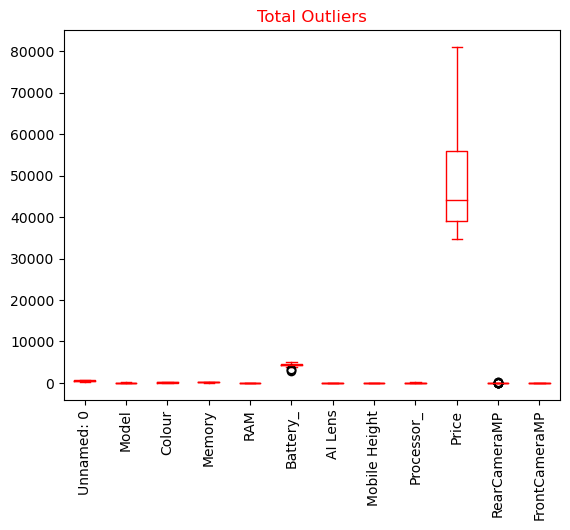 Total Outliers
80000
70000
60000
50000
40000
30000
20000
10000
0
Unnamed: 0
Model
Colour
Memory
RAM
Battery_
AI Lens
Mobile Height
Processor_
Price
RearCameraMP
FrontCameraMP